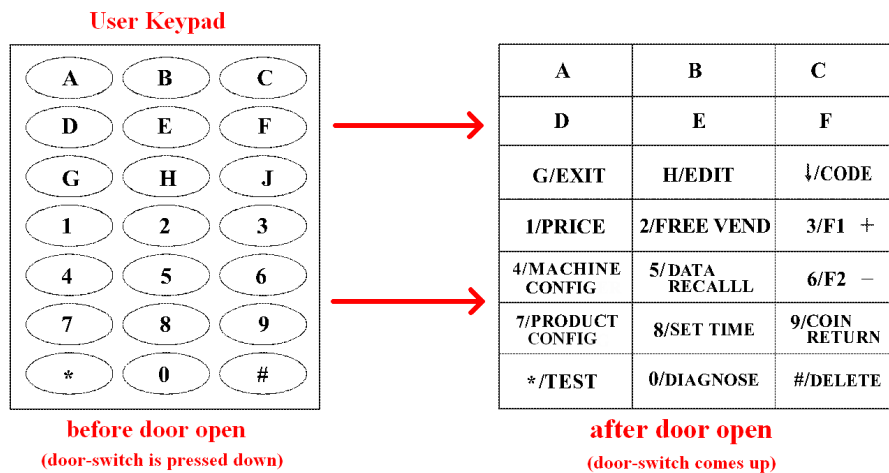 User Keypad
A B C
D E F
G H J
1 2 3
4 5 6
7 8 9
* 0 #
before door open
(door-switch is pressed down)
A B C
D E F
G/EXIT H/EDIT ↓/CODE
1/PRICE 2/FREE VEND 3/F1 +
4/MACHINE CONFIG 5/DATA RECALLL 6/F2 −
7/PRODUCT CONFIG 8/SET TIME 9/COIN RETURN
*/TEST 0/DIAGNOSE #/DELETE
after door open
(door-switch comes up)